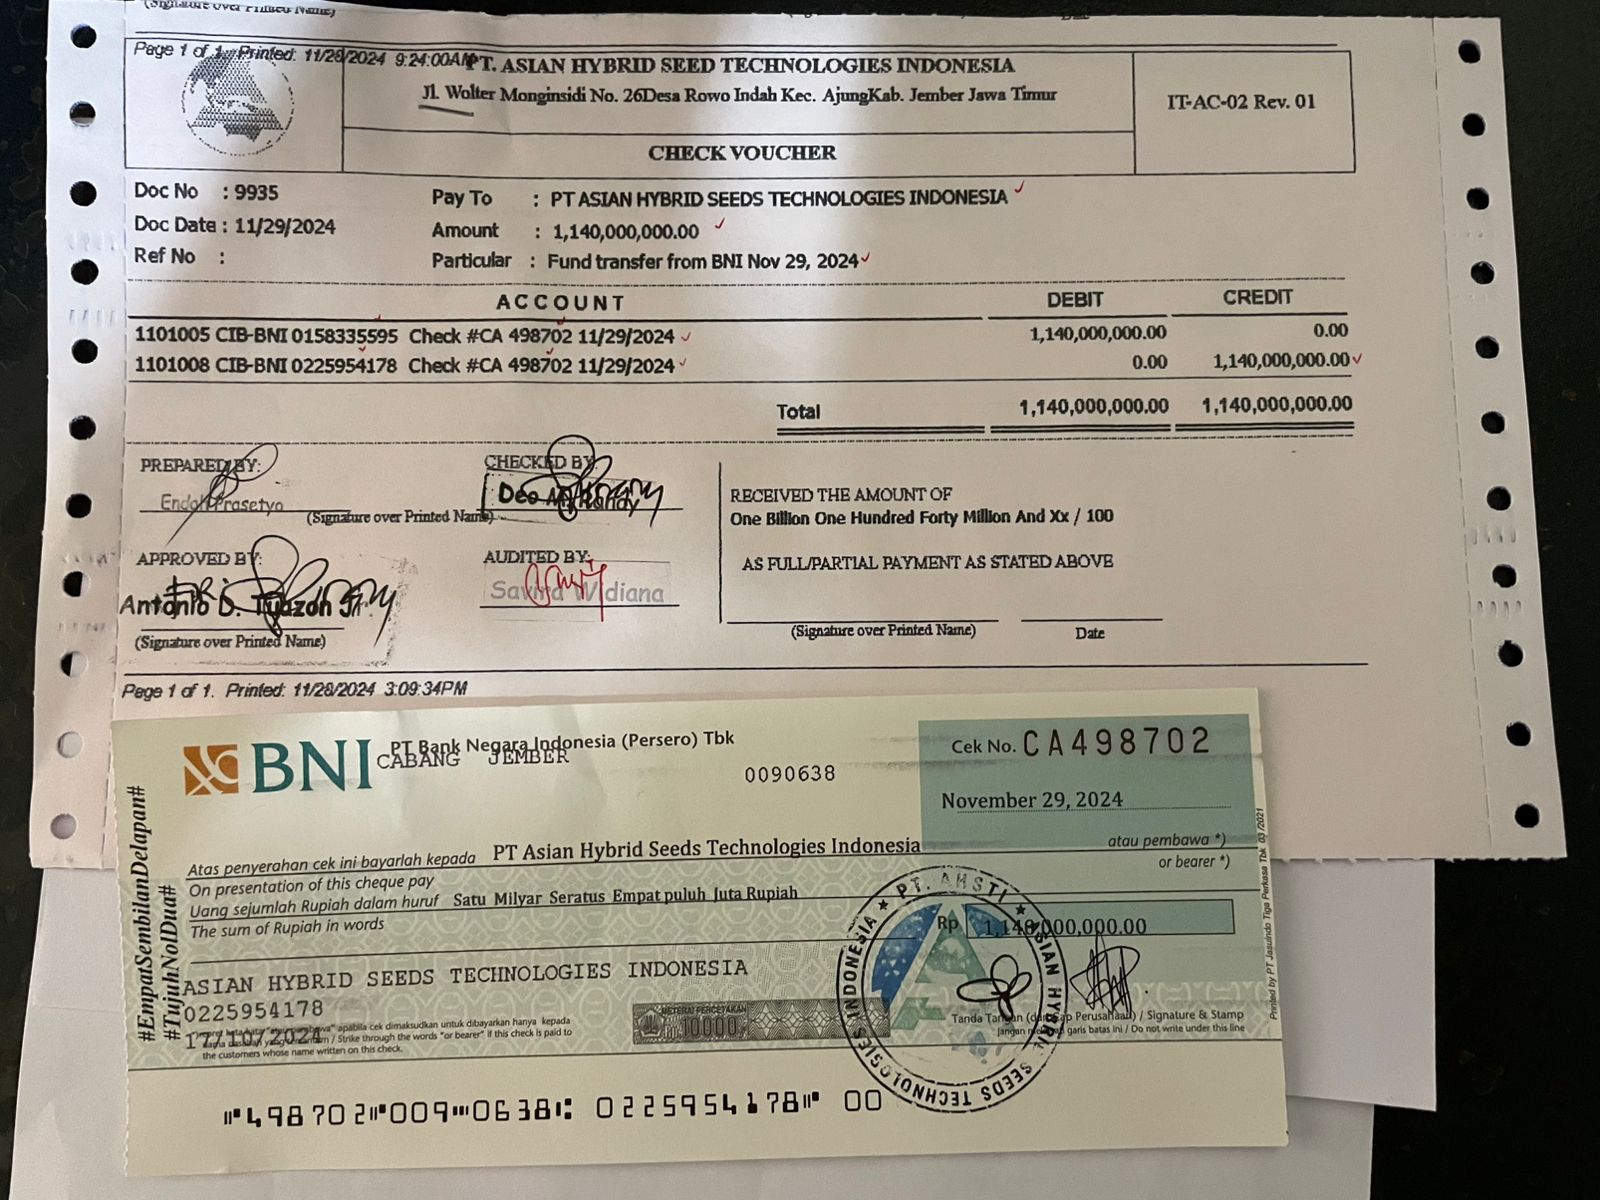 (Signature over Printed Name)
Page 1 of 1. Printed: 11/28/2024 9:24:00AM
PT. ASIAN HYBRID SEED TECHNOLOGIES INDONESIA
Jl. Wolter Monginsidi No. 26Desa Rowo Indah Kec. AjungKab. Jember Jawa Timur
IT-AC-02 Rev. 01
CHECK VOUCHER
Doc No : 9935
Pay To : PT ASIAN HYBRID SEEDS TECHNOLOGIES INDONESIA
Doc Date : 11/29/2024
Amount : 1,140,000,000.00
Ref No :
Particular : Fund transfer from BNI Nov 29, 2024
ACCOUNT DEBIT CREDIT
1101005 CIB-BNI 0158335595 Check #CA 498702 11/29/2024 1,140,000,000.00 0.00
1101008 CIB-BNI 0225954178 Check #CA 498702 11/29/2024 0.00 1,140,000,000.00
Total 1,140,000,000.00 1,140,000,000.00
PREPARED BY:
Endah Prasetyo
(Signature over Printed Name)
CHECKED BY:
Deo
APPROVED BY:
Antonio D. Tuazon Jr.
(Signature over Printed Name)
AUDITED BY:
Savira Widiana
RECEIVED THE AMOUNT OF
One Billion One Hundred Forty Million And Xx / 100
AS FULL/PARTIAL PAYMENT AS STATED ABOVE
(Signature over Printed Name) Date
Page 1 of 1. Printed: 11/28/2024 3:09:34PM
BNI
PT Bank Negara Indonesia (Persero) Tbk
CABANG JEMBER
0090638
Cek No. CA498702
November 29, 2024
#EmpatSembilanDelapan#
#TujuhNolDua#
Atas penyerahan cek ini bayarlah kepada PT Asian Hybrid Seeds Technologies Indonesia atau pembawa *)
On presentation of this cheque pay or bearer *)
Uang sejumlah Rupiah dalam huruf Satu Milyar Seratus Empat puluh Juta Rupiah
The sum of Rupiah in words
Rp 1,140,000,000.00
ASIAN HYBRID SEEDS TECHNOLOGIES INDONESIA
0225954178
17/10/2024
apabila cek dimaksudkan untuk dibayarkan hanya kepada
/ Strike through the words "or bearer" if this check is paid to
the customers whose name written on this check.
METERAI PERCETAKAN
Rp. 10000
PT. AHSTI
ASIAN HYBRID SEEDS TECHNOLOGIES INDONESIA
Tanda Tangan (dan Cap Perusahaan) / Signature & Stamp
Jangan melewati garis batas ini / Do not write under this line
Printed by PT Jasuindo Tiga Perkasa Tbk 03/2021
⑈498702⑈009⑉0638⑆ 0225954178⑈ 00